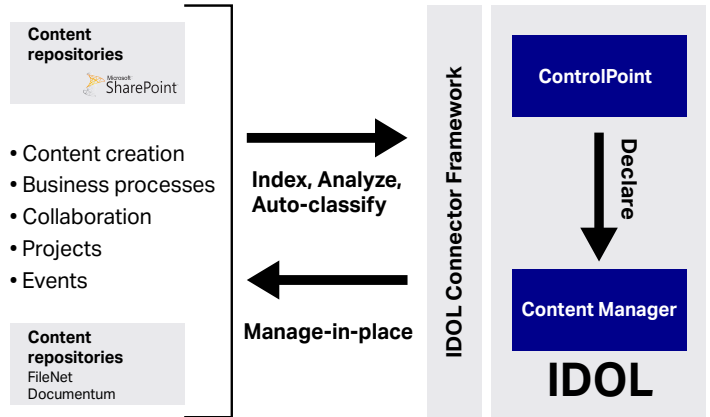 Content
repositories
Microsoft
SharePoint
• Content creation
• Business processes
• Collaboration
• Projects
• Events
Content
repositories
FileNet
Documentum
Index, Analyze,
Auto-classify
Manage-in-place
IDOL Connector Framework
ControlPoint
Declare
Content Manager
IDOL